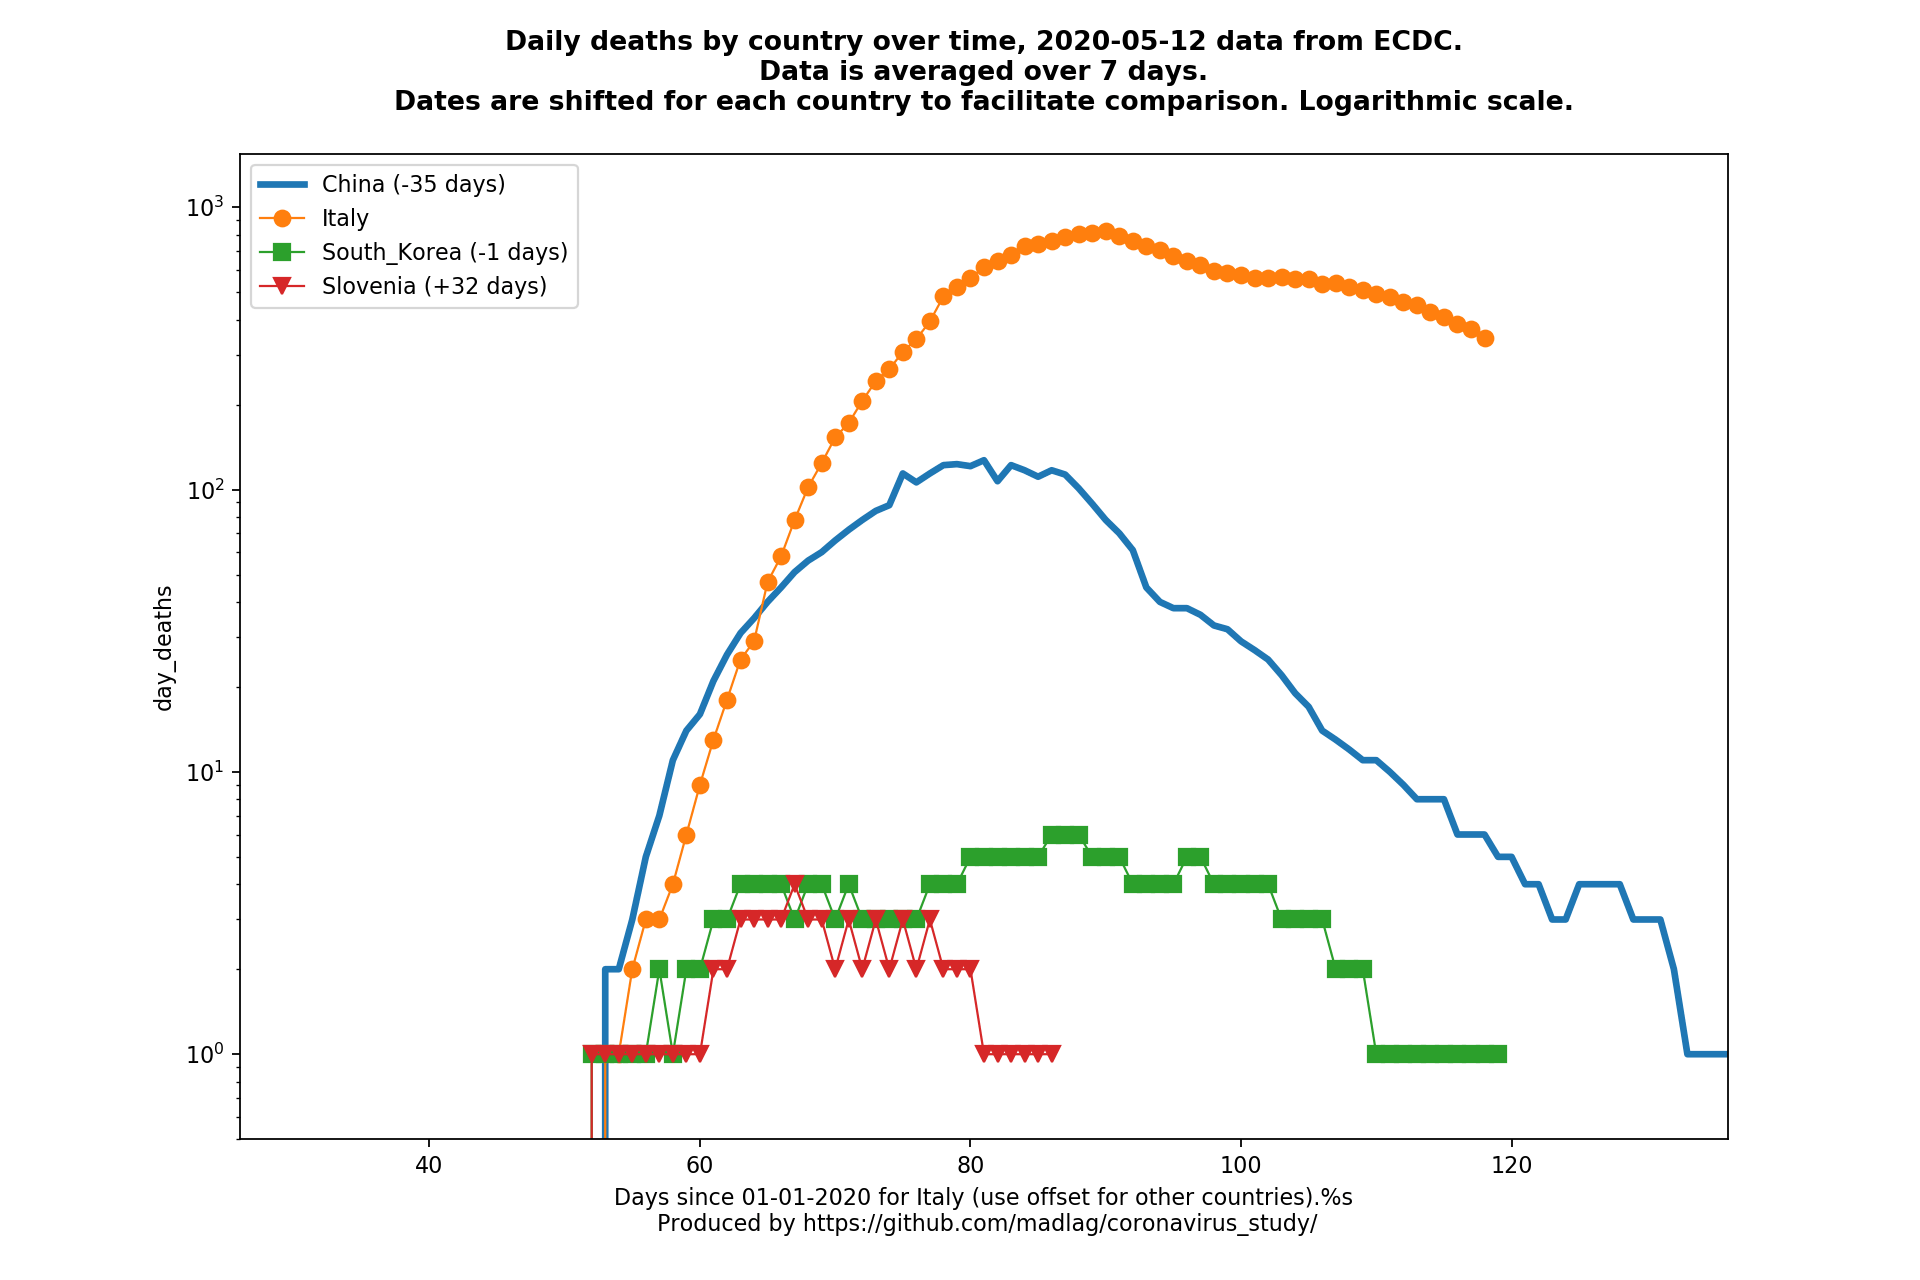 Daily deaths by country over time, 2020-05-12 data from ECDC.
Data is averaged over 7 days.
Dates are shifted for each country to facilitate comparison. Logarithmic scale.
China (-35 days)
Italy
South_Korea (-1 days)
Slovenia (+32 days)
10³
10²
10¹
10⁰
day_deaths
40 60 80 100 120
Days since 01-01-2020 for Italy (use offset for other countries).%s
Produced by https://github.com/madlag/coronavirus_study/